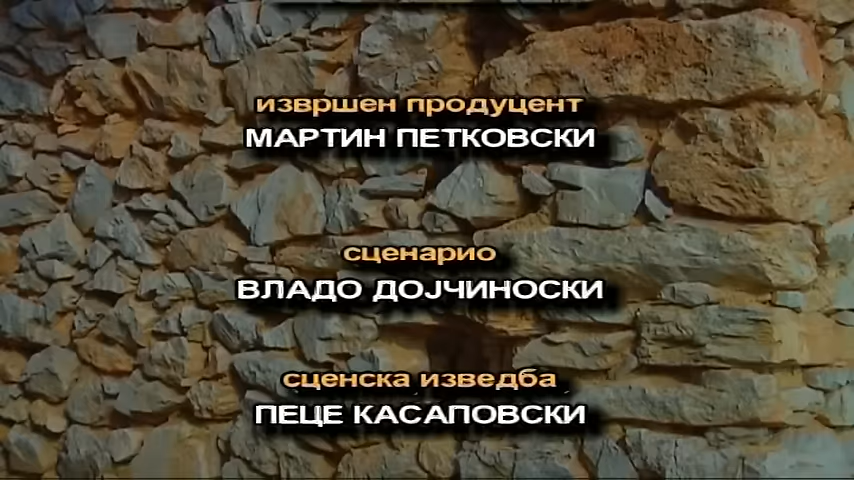 извршен продуцент
МАРТИН ПЕТКОВСКИ
сценарио
ВЛАДО ДОЈЧИНОСКИ
сценска изведба
ПЕЦЕ КАСАПОВСКИ